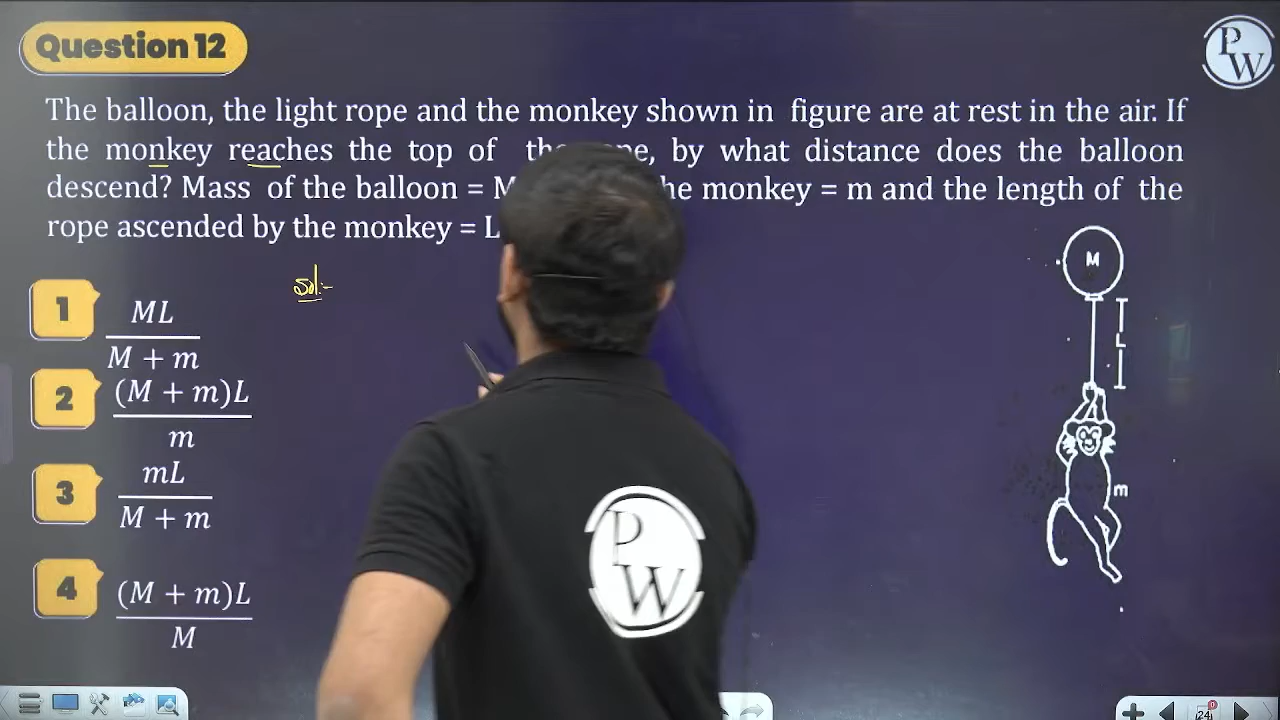 Question 12
P
W
The balloon, the light rope and the monkey shown in figure are at rest in the air. If
the monkey reaches the top of by what distance does the balloon
descend? Mass of the balloon = M monkey = m and the length of the
rope ascended by the monkey = L
Sol:-
1
ML
M + m
2
(M + m)L
m
3
mL
M + m
4
(M + m)L
M
M
L
m
P
W
24